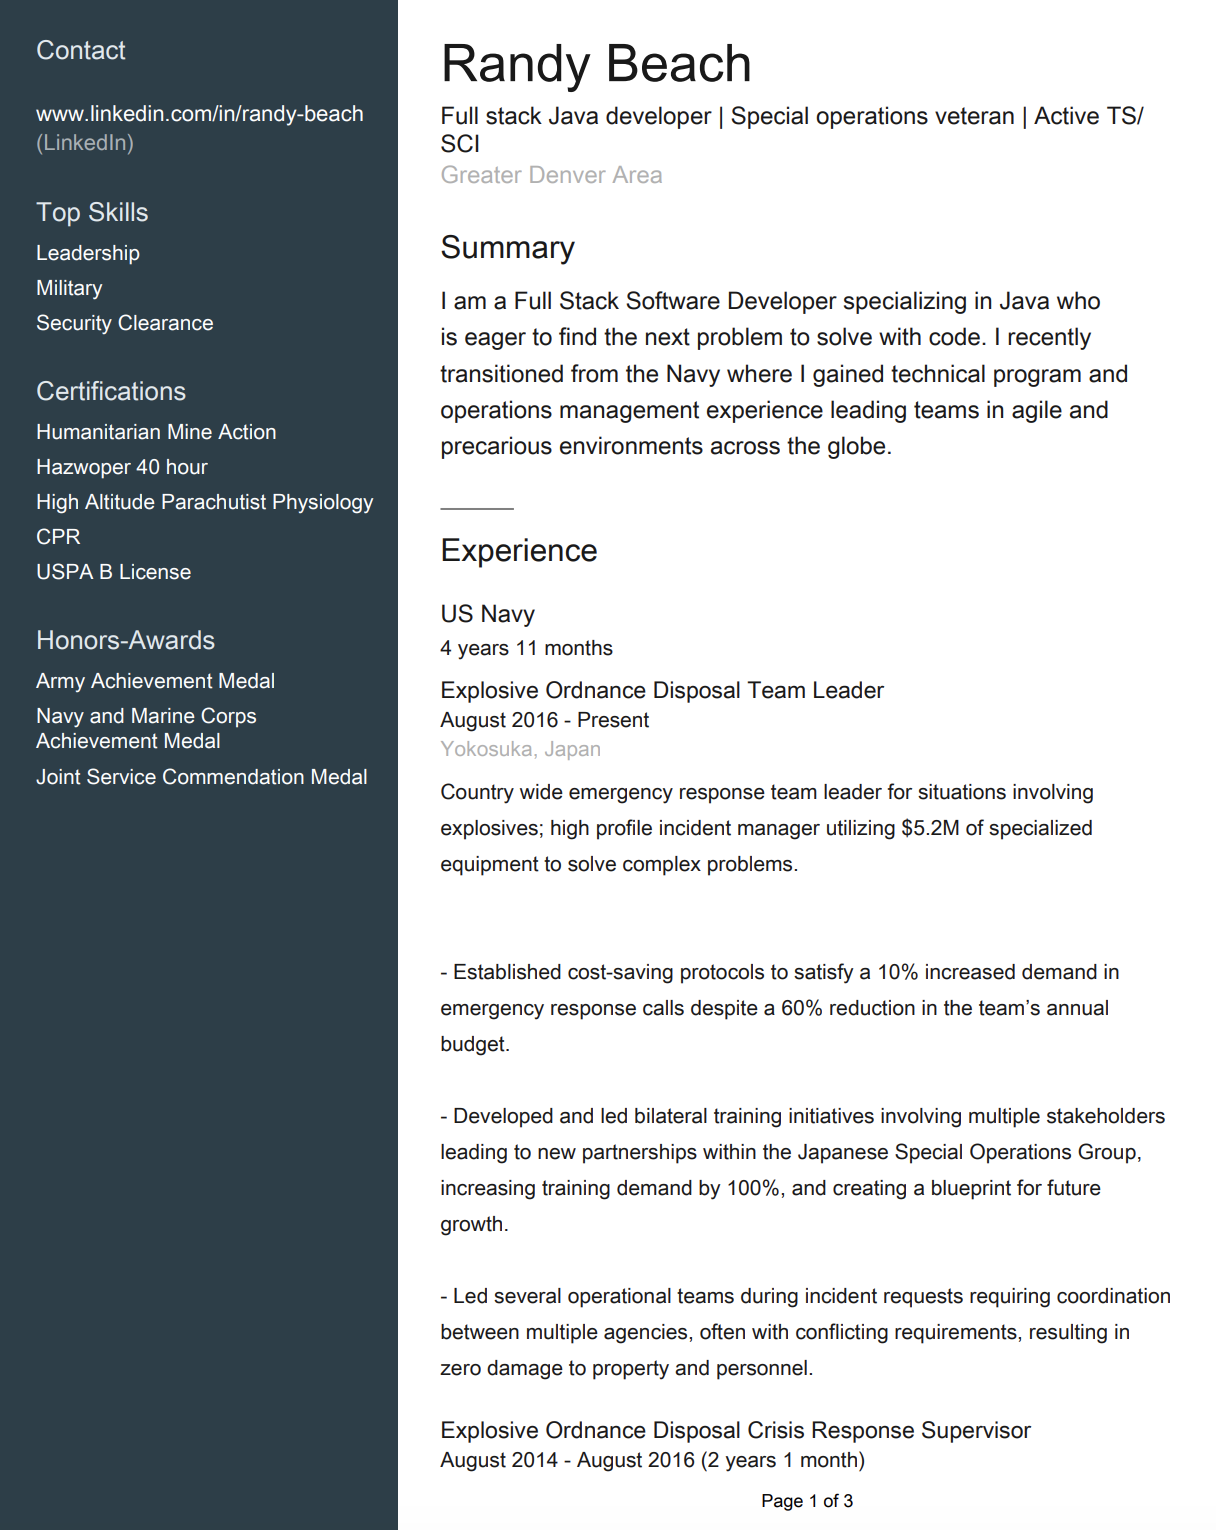 Contact
www.linkedin.com/in/randy-beach
(LinkedIn)
Top Skills
Leadership
Military
Security Clearance
Certifications
Humanitarian Mine Action
Hazwoper 40 hour
High Altitude Parachutist Physiology
CPR
USPA B License
Honors-Awards
Army Achievement Medal
Navy and Marine Corps
Achievement Medal
Joint Service Commendation Medal
Randy Beach
Full stack Java developer | Special operations veteran | Active TS/
SCI
Greater Denver Area
Summary
I am a Full Stack Software Developer specializing in Java who
is eager to find the next problem to solve with code. I recently
transitioned from the Navy where I gained technical program and
operations management experience leading teams in agile and
precarious environments across the globe.
Experience
US Navy
4 years 11 months
Explosive Ordnance Disposal Team Leader
August 2016 - Present
Yokosuka, Japan
Country wide emergency response team leader for situations involving
explosives; high profile incident manager utilizing $5.2M of specialized
equipment to solve complex problems.
- Established cost-saving protocols to satisfy a 10% increased demand in
emergency response calls despite a 60% reduction in the team’s annual
budget.
- Developed and led bilateral training initiatives involving multiple stakeholders
leading to new partnerships within the Japanese Special Operations Group,
increasing training demand by 100%, and creating a blueprint for future
growth.
- Led several operational teams during incident requests requiring coordination
between multiple agencies, often with conflicting requirements, resulting in
zero damage to property and personnel.
Explosive Ordnance Disposal Crisis Response Supervisor
August 2014 - August 2016 (2 years 1 month)
Page 1 of 3